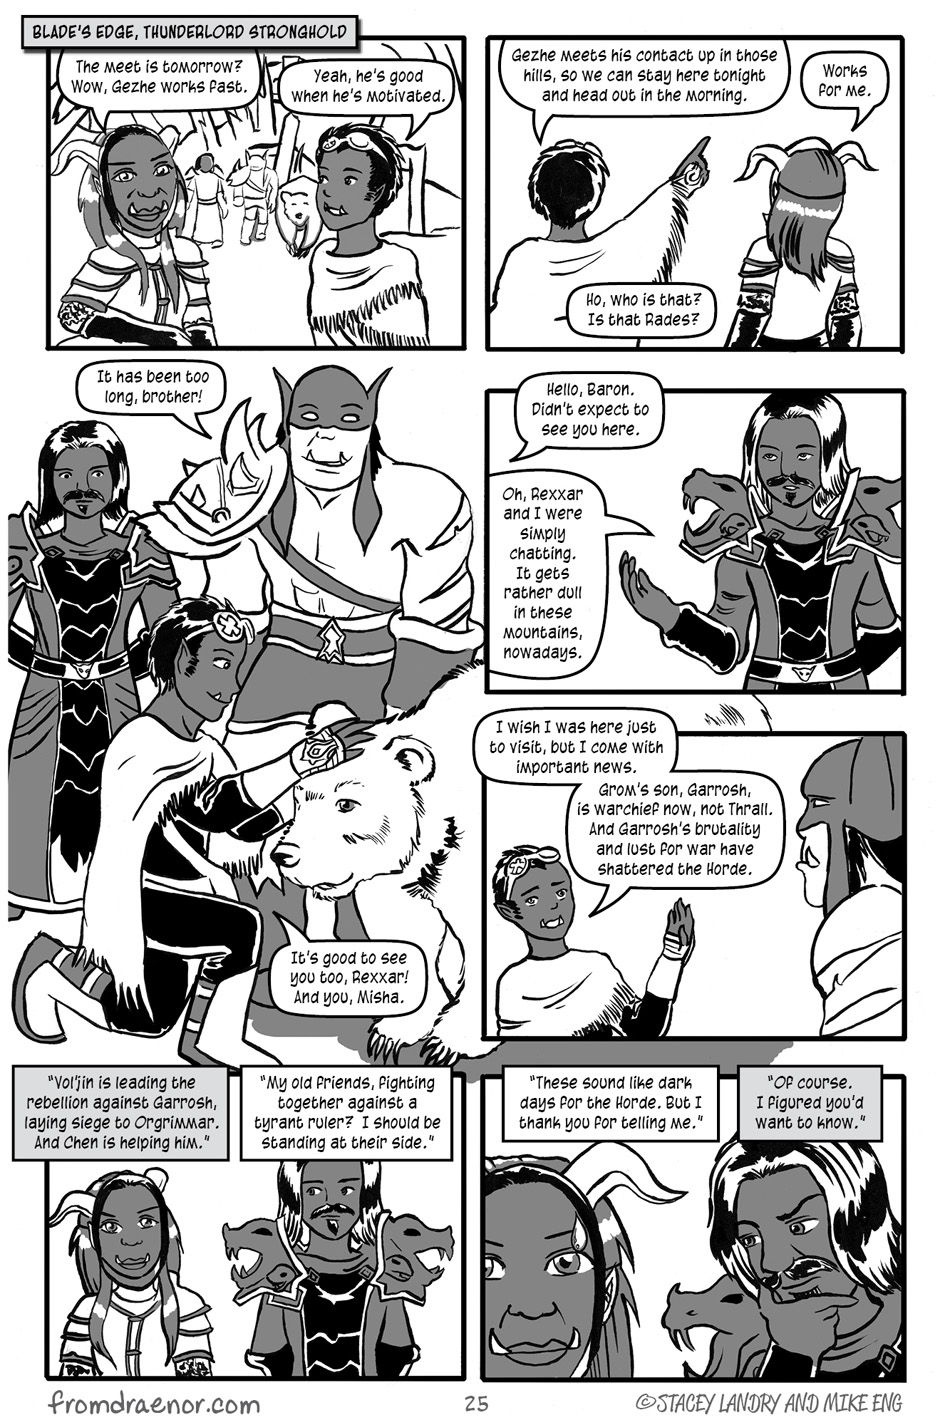 Blade's Edge, Thunderlord Stronghold
The meet is tomorrow?
Wow, Gezhe works fast.
Yeah, he's good
when he's motivated.
Gezhe meets his contact up in those
hills, so we can stay here tonight
and head out in the morning.
Works
for me.
Ho, who is that?
Is that Rades?
It has been too
long, brother!
It's good to see
you too, Rexxar!
And you, Misha.
Hello, Baron.
Didn't expect to
see you here.
Oh, Rexxar
and I were
simply
chatting.
It gets
rather dull
in these
mountains,
nowadays.
I wish I was here just
to visit, but I come with
important news.
Grom's son, Garrosh,
is warchief now, not Thrall.
And Garrosh's brutality
and lust for war have
shattered the Horde.
"Vol'jin is leading the
rebellion against Garrosh,
laying siege to Orgrimmar.
And Chen is helping him."
"My old friends, fighting
together against a
tyrant ruler? I should be
standing at their side."
"These sound like dark
days for the Horde. But I
thank you for telling me."
"Of course.
I figured you'd
want to know."
fromdraenor.com
25
©Stacey Landry and Mike Eng